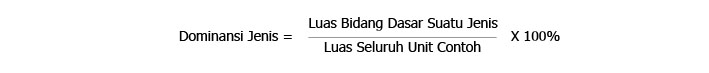 Luas Bidang Dasar Suatu Jenis
Dominansi Jenis = X 100%
Luas Seluruh Unit Contoh